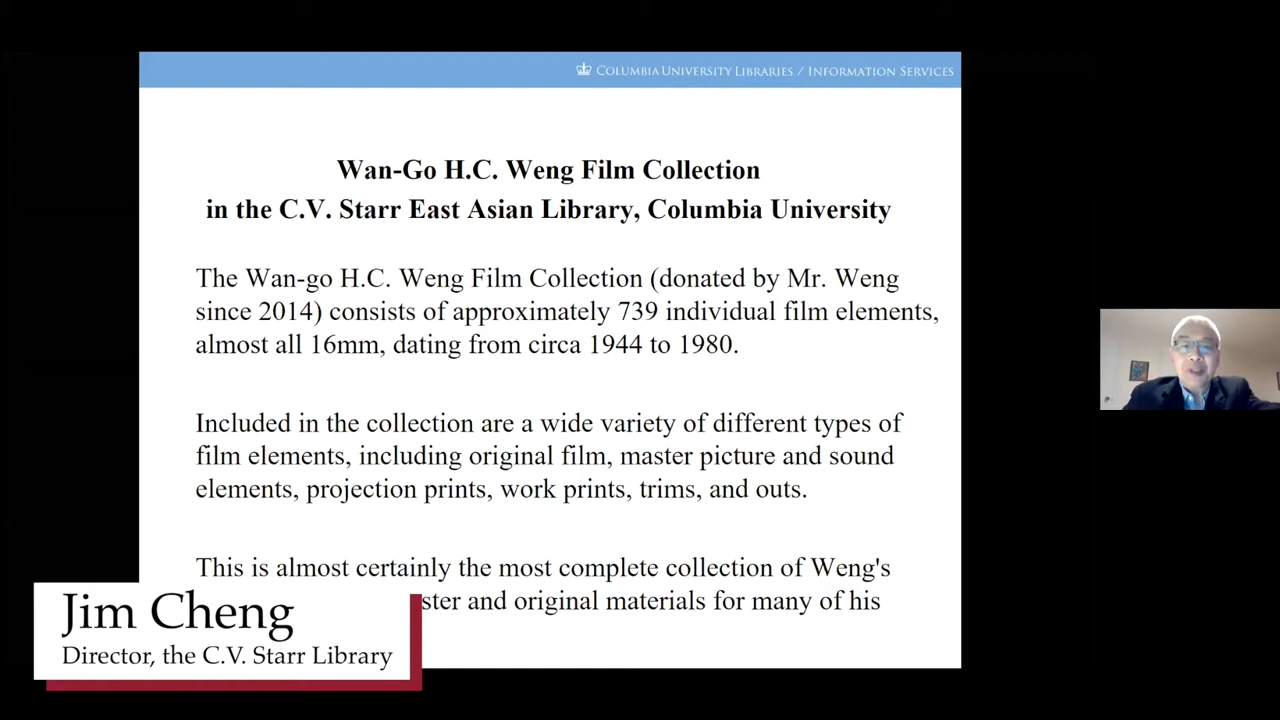 COLUMBIA UNIVERSITY LIBRARIES / INFORMATION SERVICES
Wan-Go H.C. Weng Film Collection
in the C.V. Starr East Asian Library, Columbia University
The Wan-go H.C. Weng Film Collection (donated by Mr. Weng
since 2014) consists of approximately 739 individual film elements,
almost all 16mm, dating from circa 1944 to 1980.
Included in the collection are a wide variety of different types of
film elements, including original film, master picture and sound
elements, projection prints, work prints, trims, and outs.
This is almost certainly the most complete collection of Weng's
and original materials for many of his
Jim Cheng
Director, the C.V. Starr Library